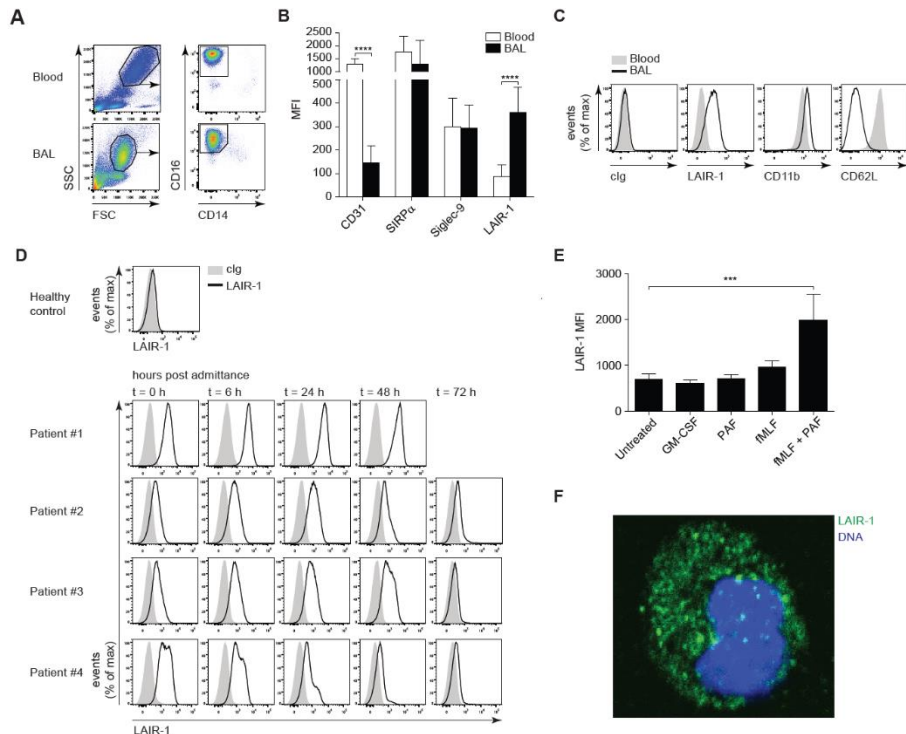 A
Blood
BAL
SSC
FSC
CD16
CD14
B
Blood
BAL
MFI
2500
2000
1500
1000
500
400
300
200
100
0
****
****
CD31
SIRPα
Siglec-9
LAIR-1
C
Blood
BAL
events
(% of max)
cIg
LAIR-1
CD11b
CD62L
D
cIg
LAIR-1
Healthy
control
events
(% of max)
LAIR-1
hours post admittance
t = 0 h
t = 6 h
t = 24 h
t = 48 h
t = 72 h
Patient #1
Patient #2
Patient #3
Patient #4
events
(% of max)
LAIR-1
E
LAIR-1 MFI
3000
2000
1000
0
***
Untreated
GM-CSF
PAF
fMLF
fMLF + PAF
F
LAIR-1
DNA